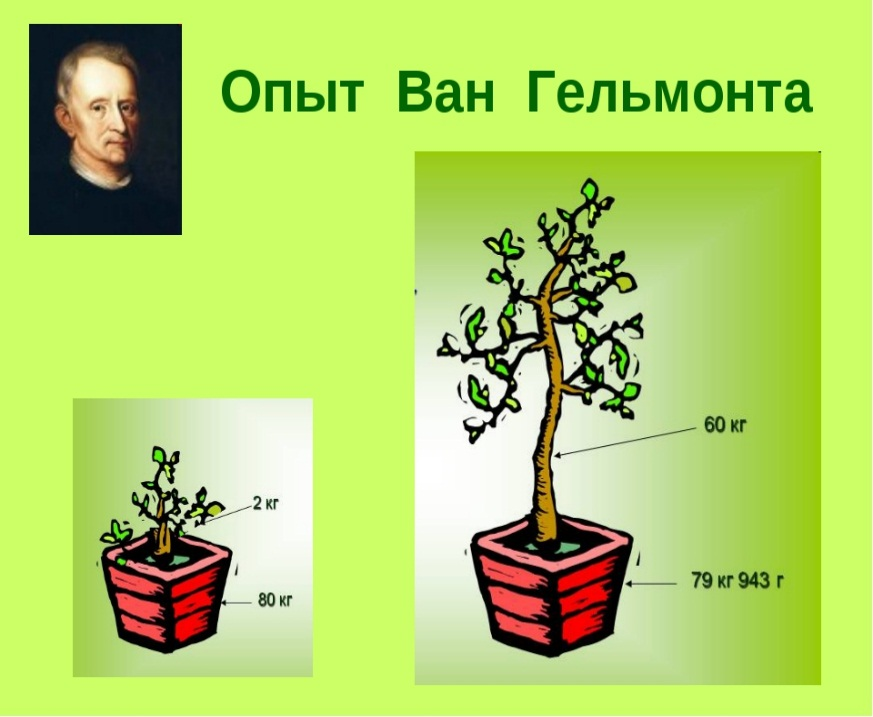 Опыт Ван Гельмонта
2 кг
80 кг
60 кг
79 кг 943 г